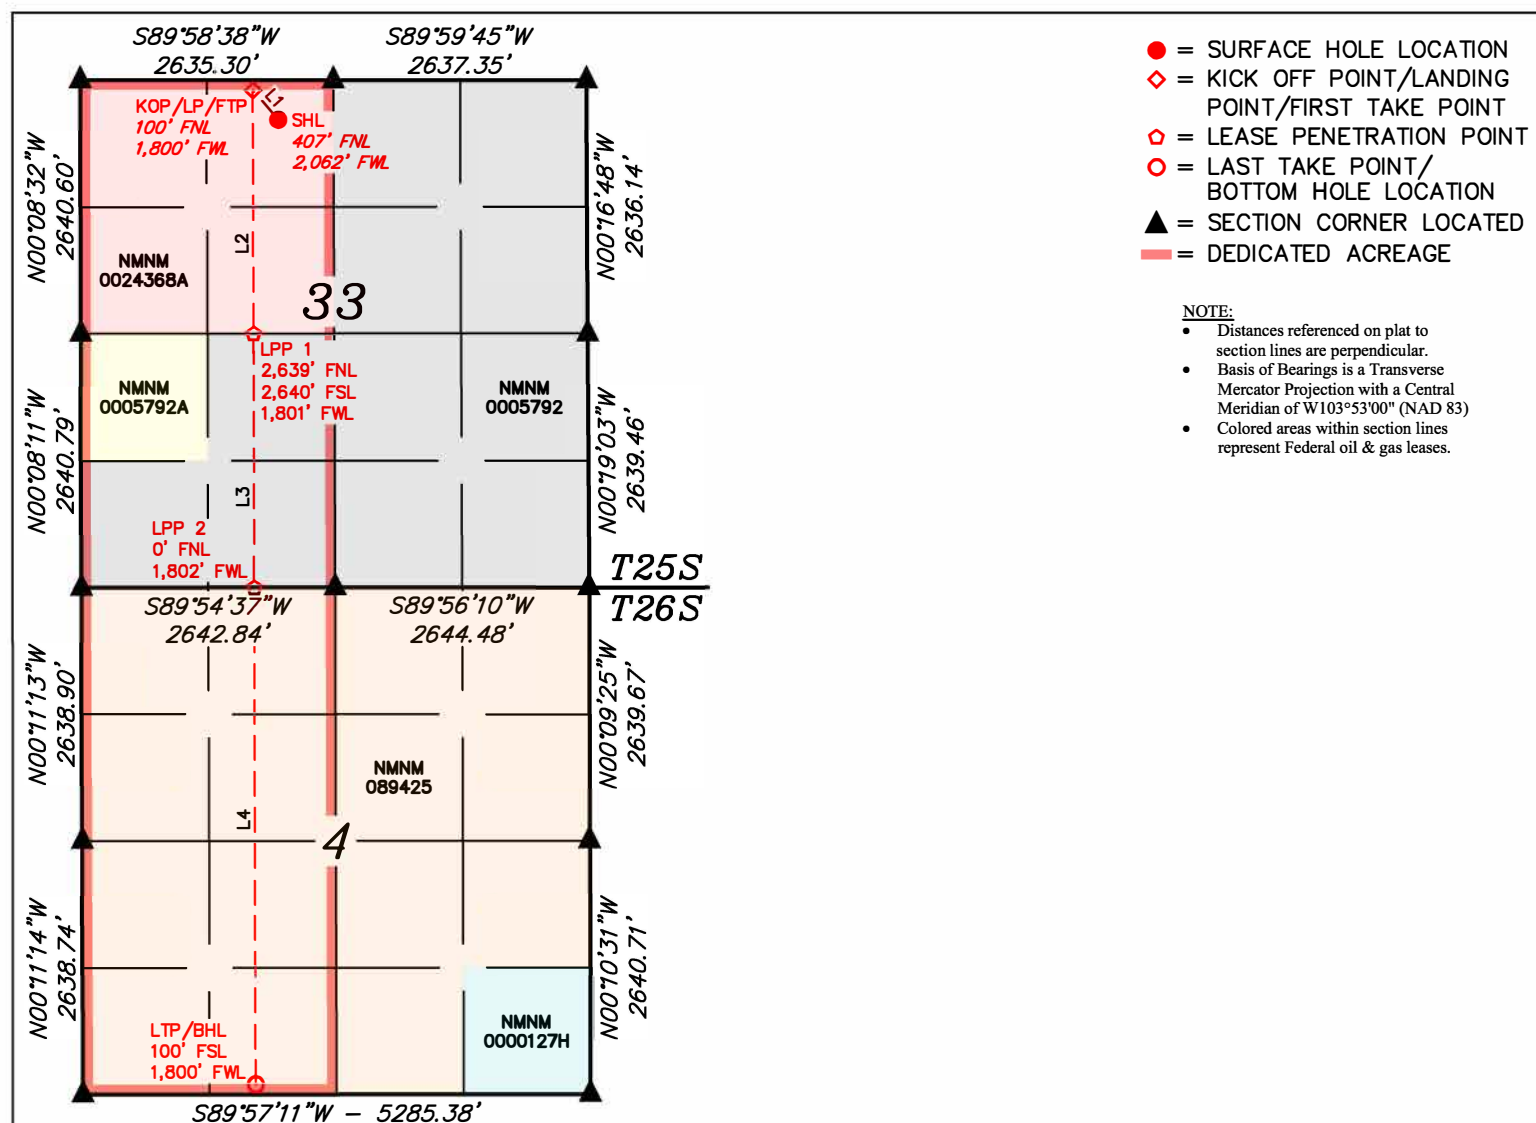 S89°58'38"W
2635.30'
S89°59'45"W
2637.35'
= SURFACE HOLE LOCATION
= KICK OFF POINT/LANDING
POINT/FIRST TAKE POINT
= LEASE PENETRATION POINT
= LAST TAKE POINT/
BOTTOM HOLE LOCATION
= SECTION CORNER LOCATED
= DEDICATED ACREAGE
NOTE:
• Distances referenced on plat to
section lines are perpendicular.
• Basis of Bearings is a Transverse
Mercator Projection with a Central
Meridian of W103°53'00" (NAD 83)
• Colored areas within section lines
represent Federal oil & gas leases.
KOP/LP/FTP
100' FNL
1,800' FWL
L1
SHL
407' FNL
2,062' FWL
N00°08'32"W
2640.60'
N00°16'48"W
2636.14'
L2
NMNM
0024368A
33
LPP 1
2,639' FNL
2,640' FSL
1,801' FWL
NMNM
0005792A
NMNM
0005792
N00°08'11"W
2640.79'
N00°19'03"W
2639.46'
L3
LPP 2
0' FNL
1,802' FWL
T25S
T26S
S89°54'37"W
2642.84'
S89°56'10"W
2644.48'
N00°11'13"W
2638.90'
N00°09'25"W
2639.67'
NMNM
089425
L4
4
N00°11'14"W
2638.74'
N00°10'31"W
2640.71'
LTP/BHL
100' FSL
1,800' FWL
NMNM
0000127H
S89°57'11"W – 5285.38'